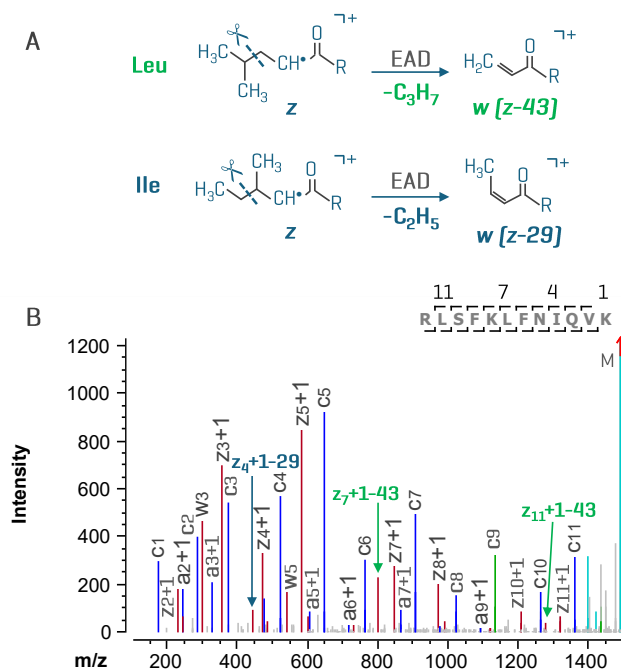 A
Leu
H₃C
CH₃
CH•
O
R
⌝•+
z
EAD
−C₃H₇
H₂C
O
R
⌝•+
w (z-43)
Ile
H₃C
CH₃
CH•
O
R
⌝•+
z
EAD
−C₂H₅
H₃C
O
R
⌝•+
w (z-29)
B
11 7 4 1
R L S F K L F N I Q V K
M
Intensity
1200
1000
800
600
400
200
0
c1
z2+1
a2+1
c2
w3
a3+1
z3+1
c3
z₄+1-29
z4+1
c4
w5
z5+1
a5+1
c5
a6+1
c6
z₇+1-43
z7+1
a7+1
c7
z8+1
c8
a9+1
c9
z10+1
c10
z₁₁+1-43
z11+1
c11
m/z
200 400 600 800 1000 1200 1400